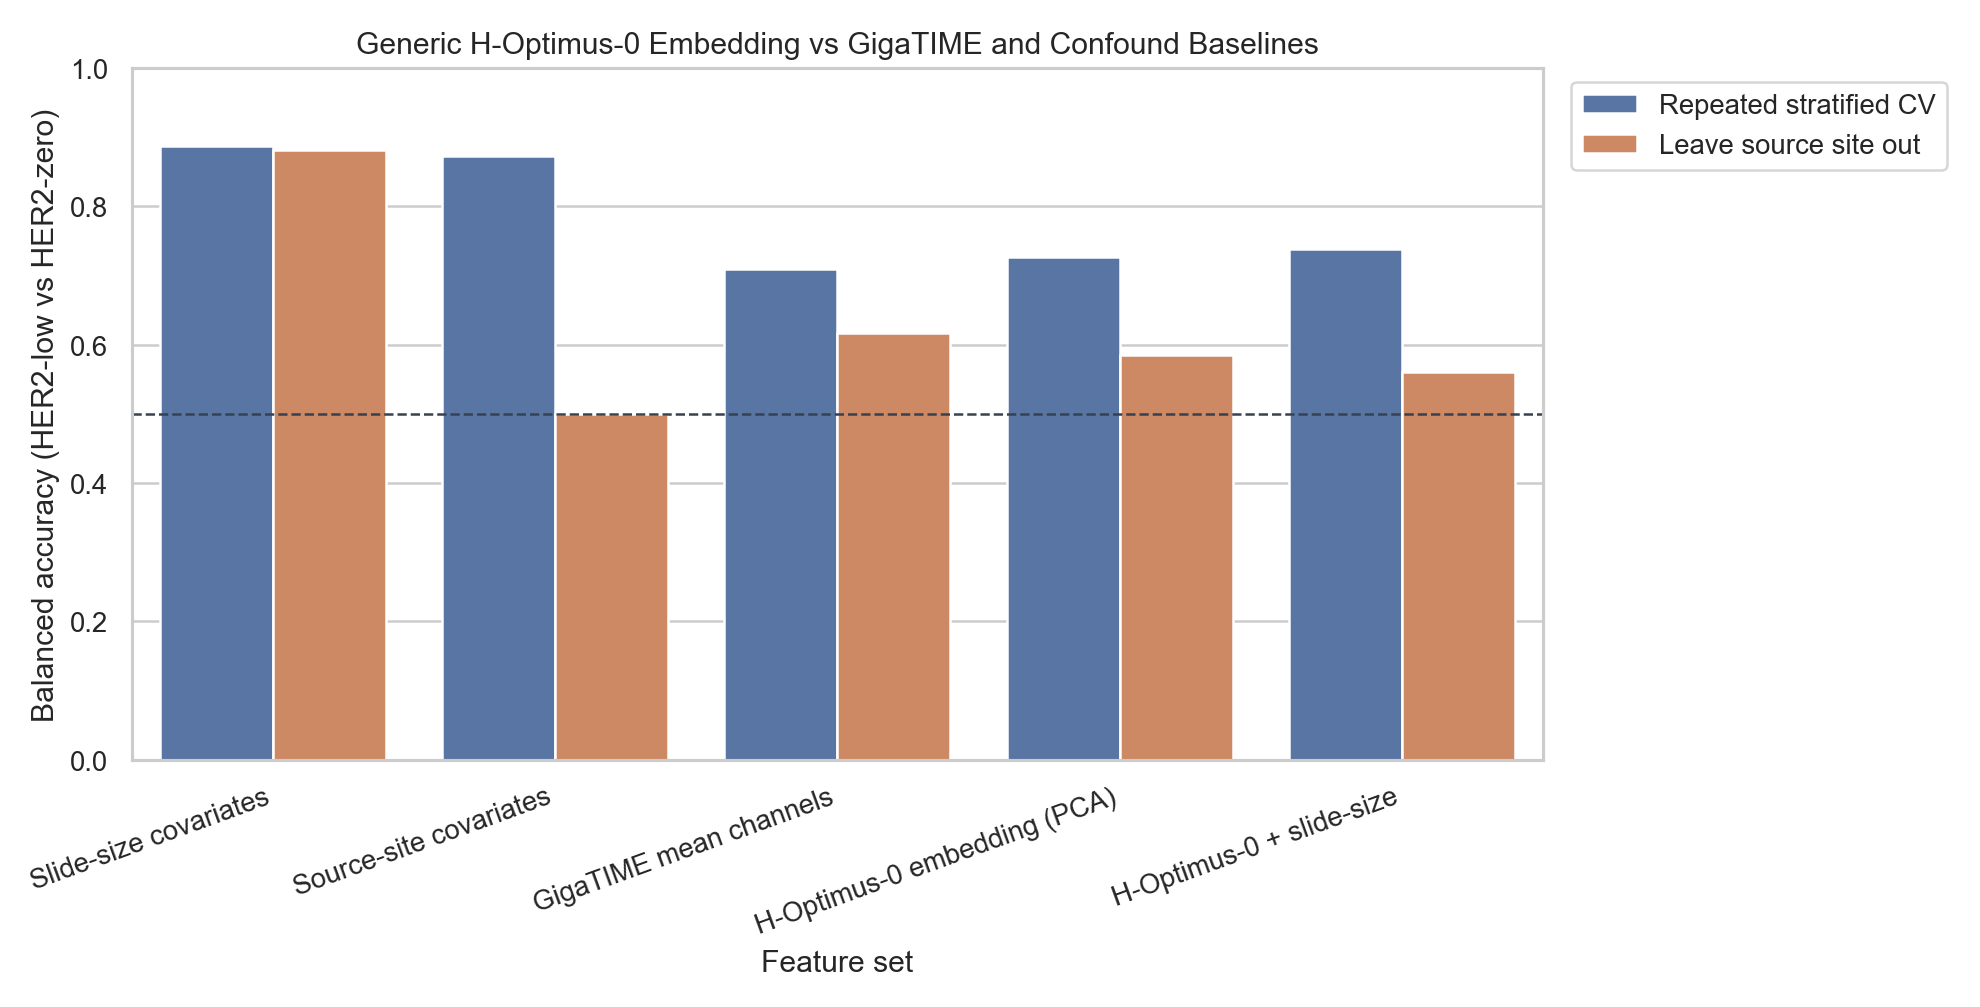 Generic H-Optimus-0 Embedding vs GigaTIME and Confound Baselines
Balanced accuracy (HER2-low vs HER2-zero)
1.0
0.8
0.6
0.4
0.2
0.0
Slide-size covariates
Source-site covariates
GigaTIME mean channels
H-Optimus-0 embedding (PCA)
H-Optimus-0 + slide-size
Feature set
Repeated stratified CV
Leave source site out